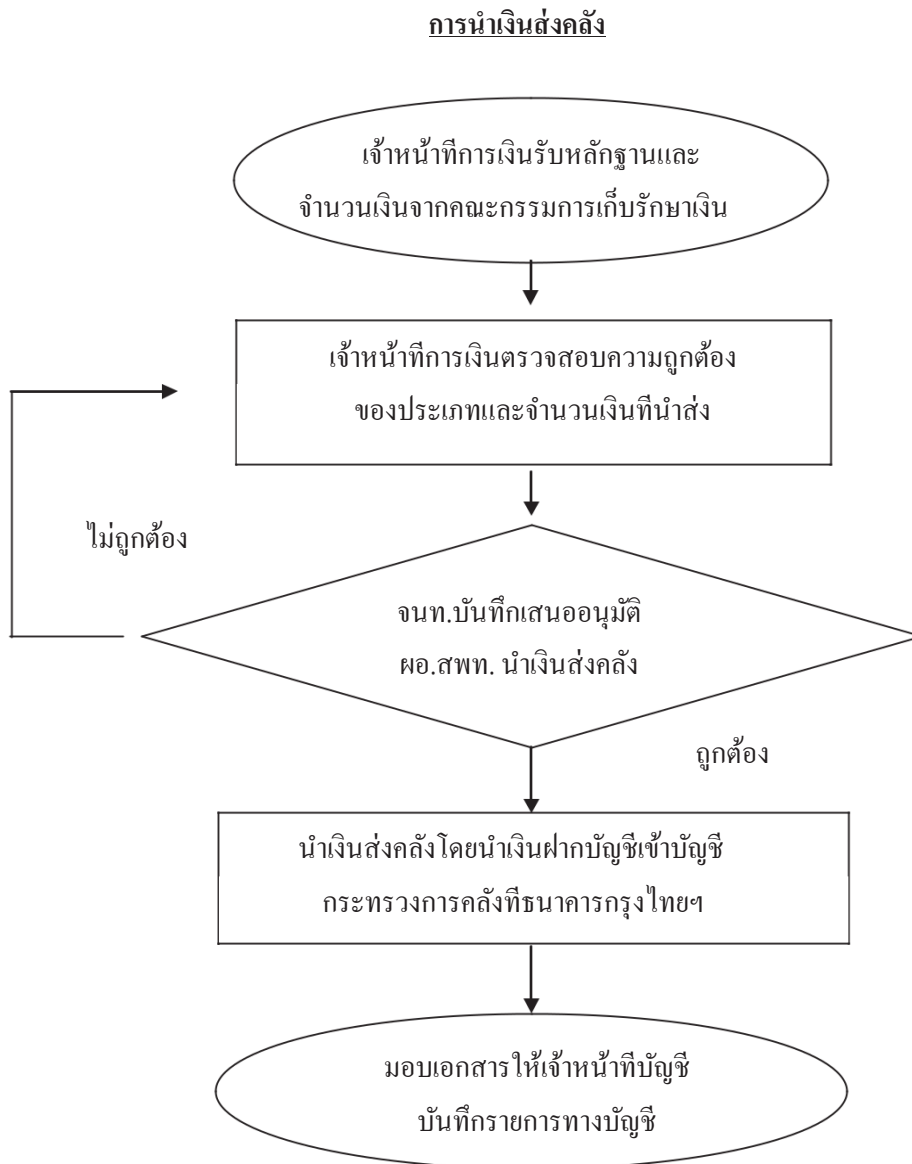 การนำเงินส่งคลัง
เจ้าหน้าทีการเงินรับหลักฐานและ
จำนวนเงินจากคณะกรรมการเก็บรักษาเงิน
เจ้าหน้าทีการเงินตรวจสอบความถูกต้อง
ของประเภทและจำนวนเงินทีนำส่ง
ไม่ถูกต้อง
จนท.บันทึกเสนออนุมัติ
ผอ.สพท. นำเงินส่งคลัง
ถูกต้อง
นำเงินส่งคลังโดยนำเงินฝากบัญชีเข้าบัญชี
กระทรวงการคลังทีธนาคารกรุงไทยฯ
มอบเอกสารให้เจ้าหน้าทีบัญชี
บันทึกรายการทางบัญชี